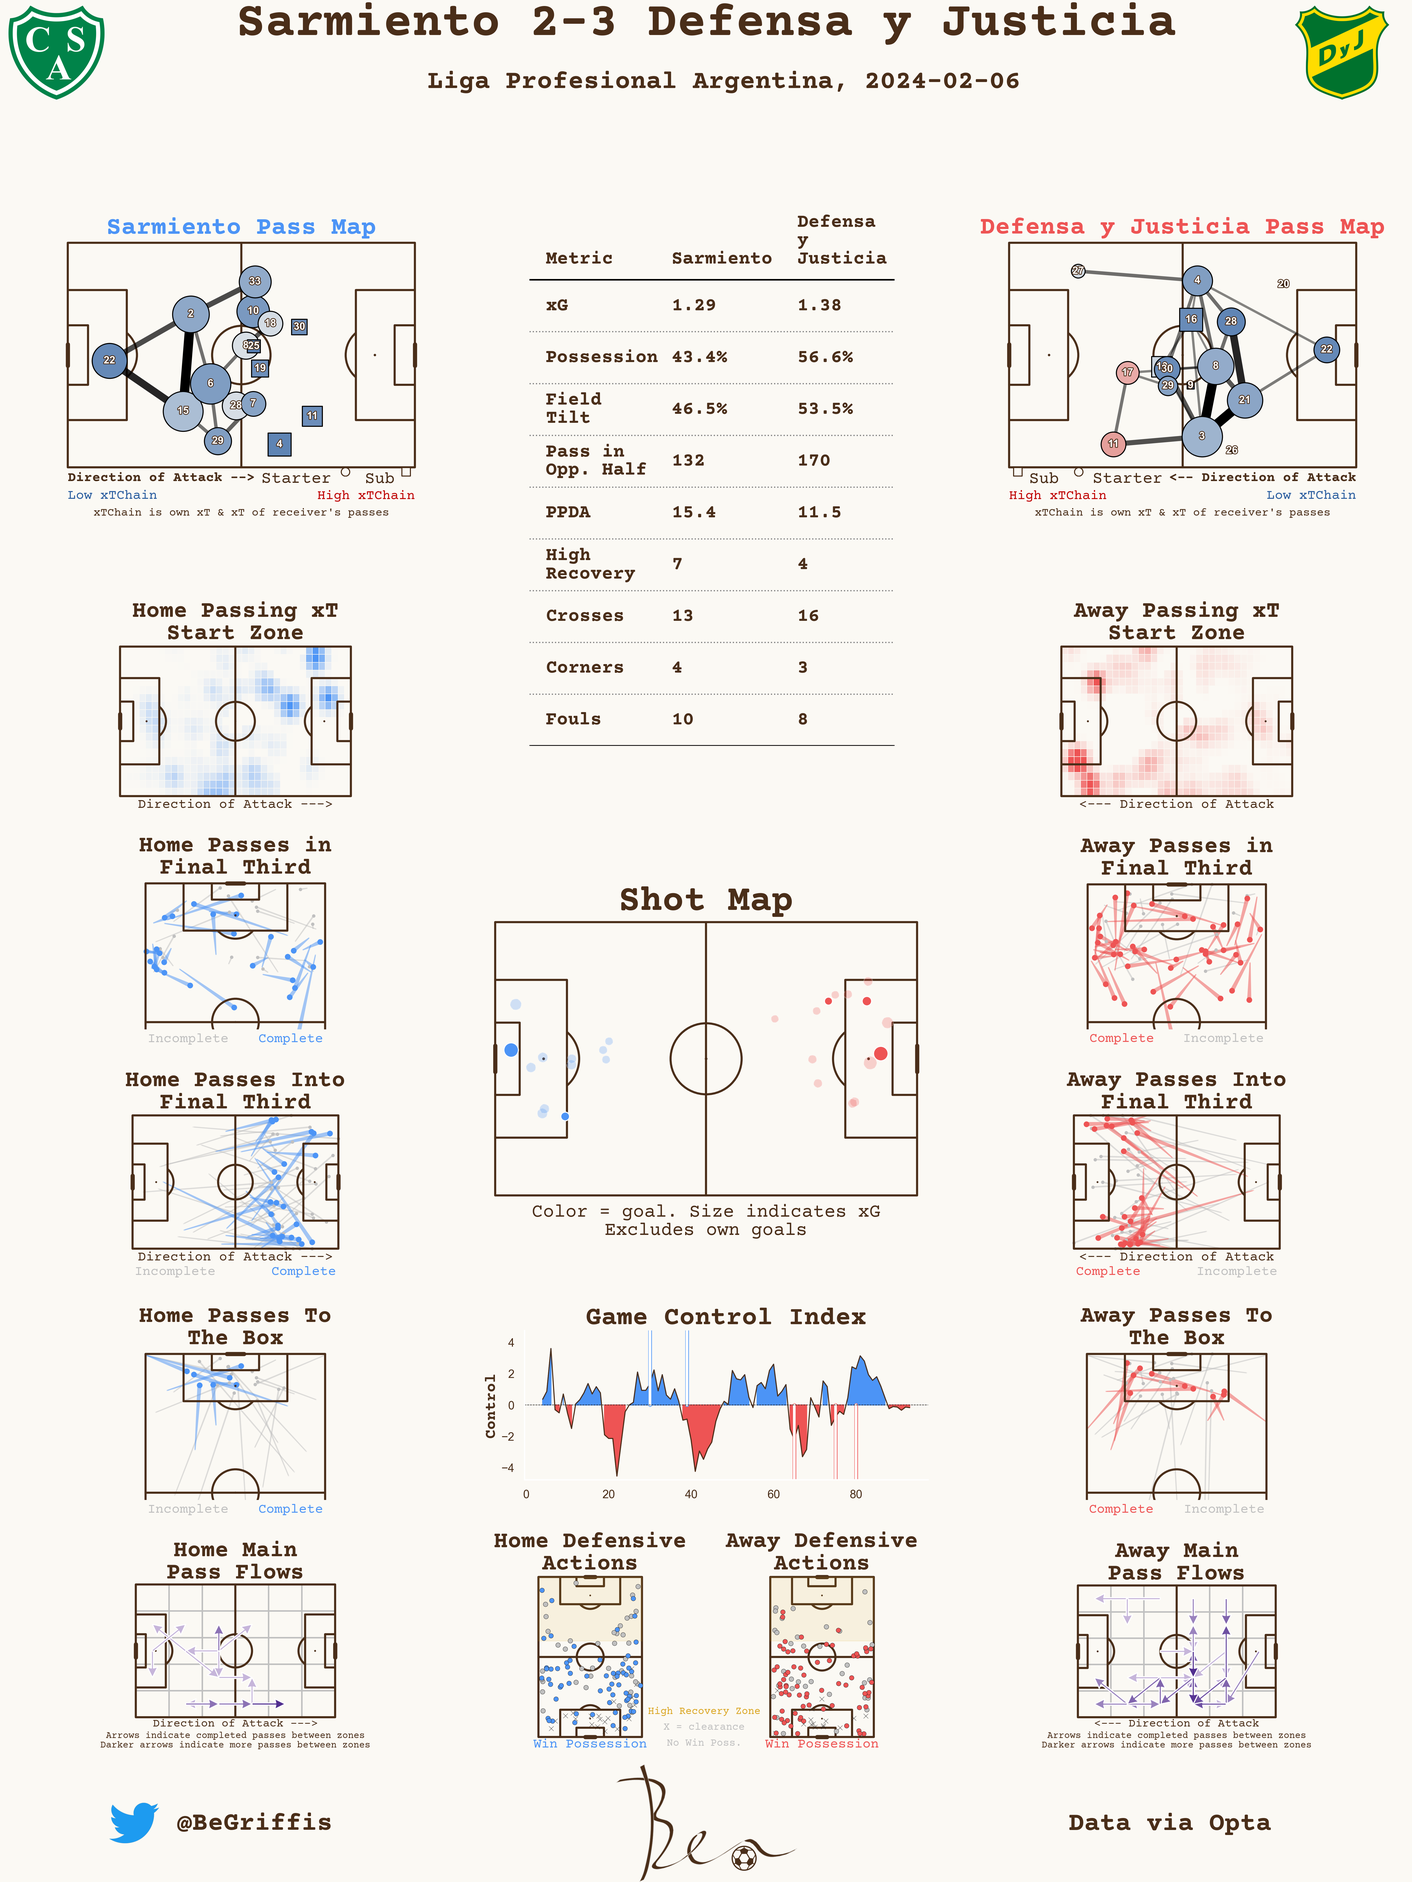 Sarmiento 2-3 Defensa y Justicia
Liga Profesional Argentina, 2024-02-06
CSA
DyJ
Sarmiento Pass Map
33
2
10
18
30
8
25
22
19
6
15
28
7
11
29
4
Direction of Attack --> Starter Sub
Low xTChain High xTChain
xTChain is own xT & xT of receiver's passes
Defensa
y
Metric Sarmiento Justicia
xG 1.29 1.38
Possession 43.4% 56.6%
Field
Tilt 46.5% 53.5%
Pass in
Opp. Half 132 170
PPDA 15.4 11.5
High
Recovery 7 4
Crosses 13 16
Corners 4 3
Fouls 10 8
Defensa y Justicia Pass Map
27
4
20
16
28
22
30
8
17
29
9
21
3
11
26
Sub Starter <-- Direction of Attack
High xTChain Low xTChain
xTChain is own xT & xT of receiver's passes
Home Passing xT
Start Zone
Direction of Attack --->
Away Passing xT
Start Zone
<--- Direction of Attack
Home Passes in
Final Third
Incomplete Complete
Away Passes in
Final Third
Complete Incomplete
Shot Map
Color = goal. Size indicates xG
Excludes own goals
Home Passes Into
Final Third
Direction of Attack --->
Incomplete Complete
Away Passes Into
Final Third
<--- Direction of Attack
Complete Incomplete
Home Passes To
The Box
Incomplete Complete
Game Control Index
Control
4
2
0
−2
−4
0 20 40 60 80
Away Passes To
The Box
Complete Incomplete
Home Main
Pass Flows
Direction of Attack --->
Arrows indicate completed passes between zones
Darker arrows indicate more passes between zones
Home Defensive
Actions
Win Possession
Away Defensive
Actions
Win Possession
High Recovery Zone
X = clearance
No Win Poss.
Away Main
Pass Flows
<--- Direction of Attack
Arrows indicate completed passes between zones
Darker arrows indicate more passes between zones
@BeGriffis
Ben
Data via Opta